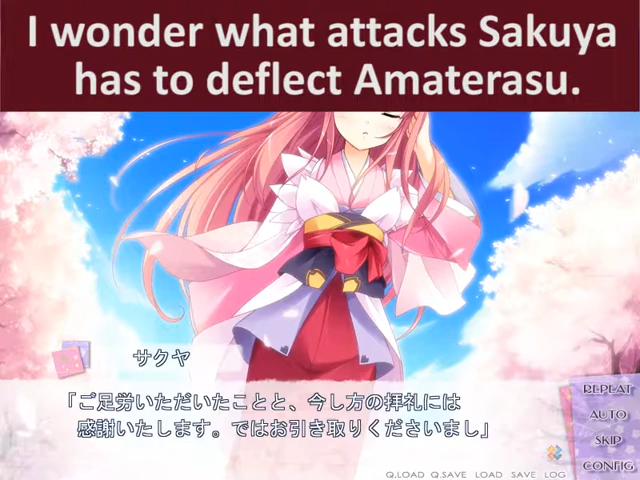 I wonder what attacks Sakuya
has to deflect Amaterasu.
サクヤ
「ご足労いただいたことと、今し方の拝礼には
感謝いたします。ではお引き取りくださいまし」
REPEAT
AUTO
SKIP
CONFIG
Q.LOAD Q.SAVE LOAD SAVE LOG